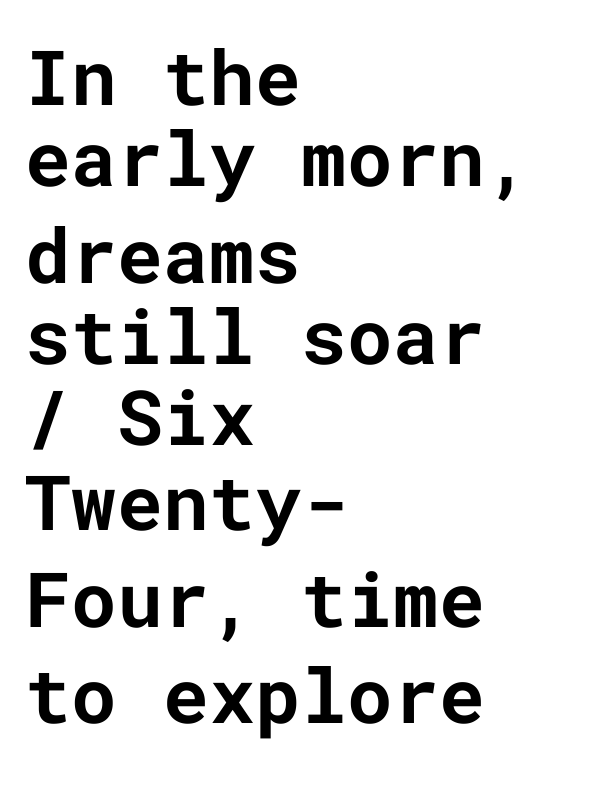 In the
early morn,
dreams
still soar
/ Six
Twenty-
Four, time
to explore